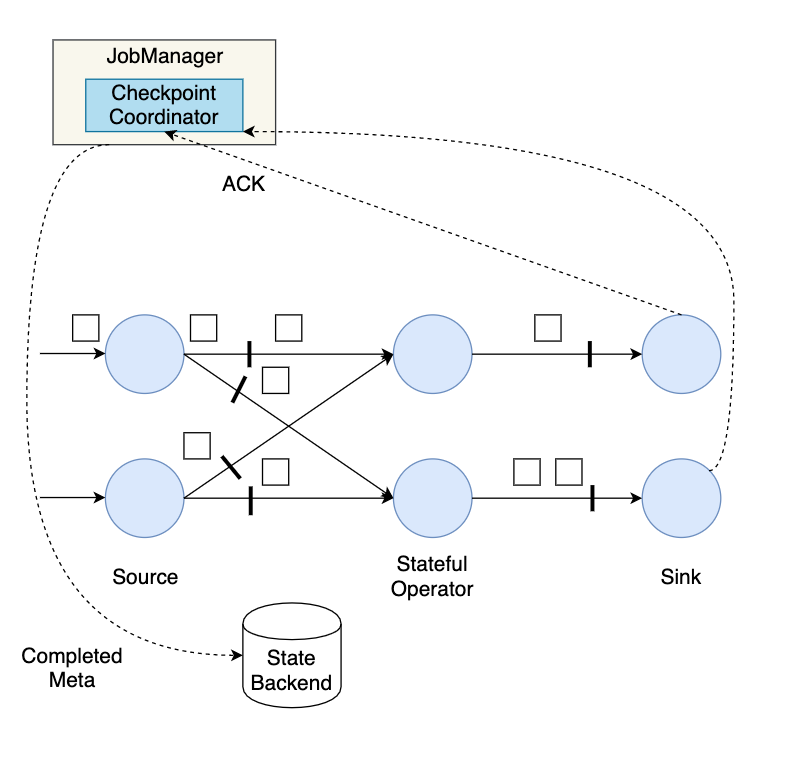 JobManager
Checkpoint
Coordinator
ACK
Source
Stateful
Operator
Sink
Completed
Meta
State
Backend